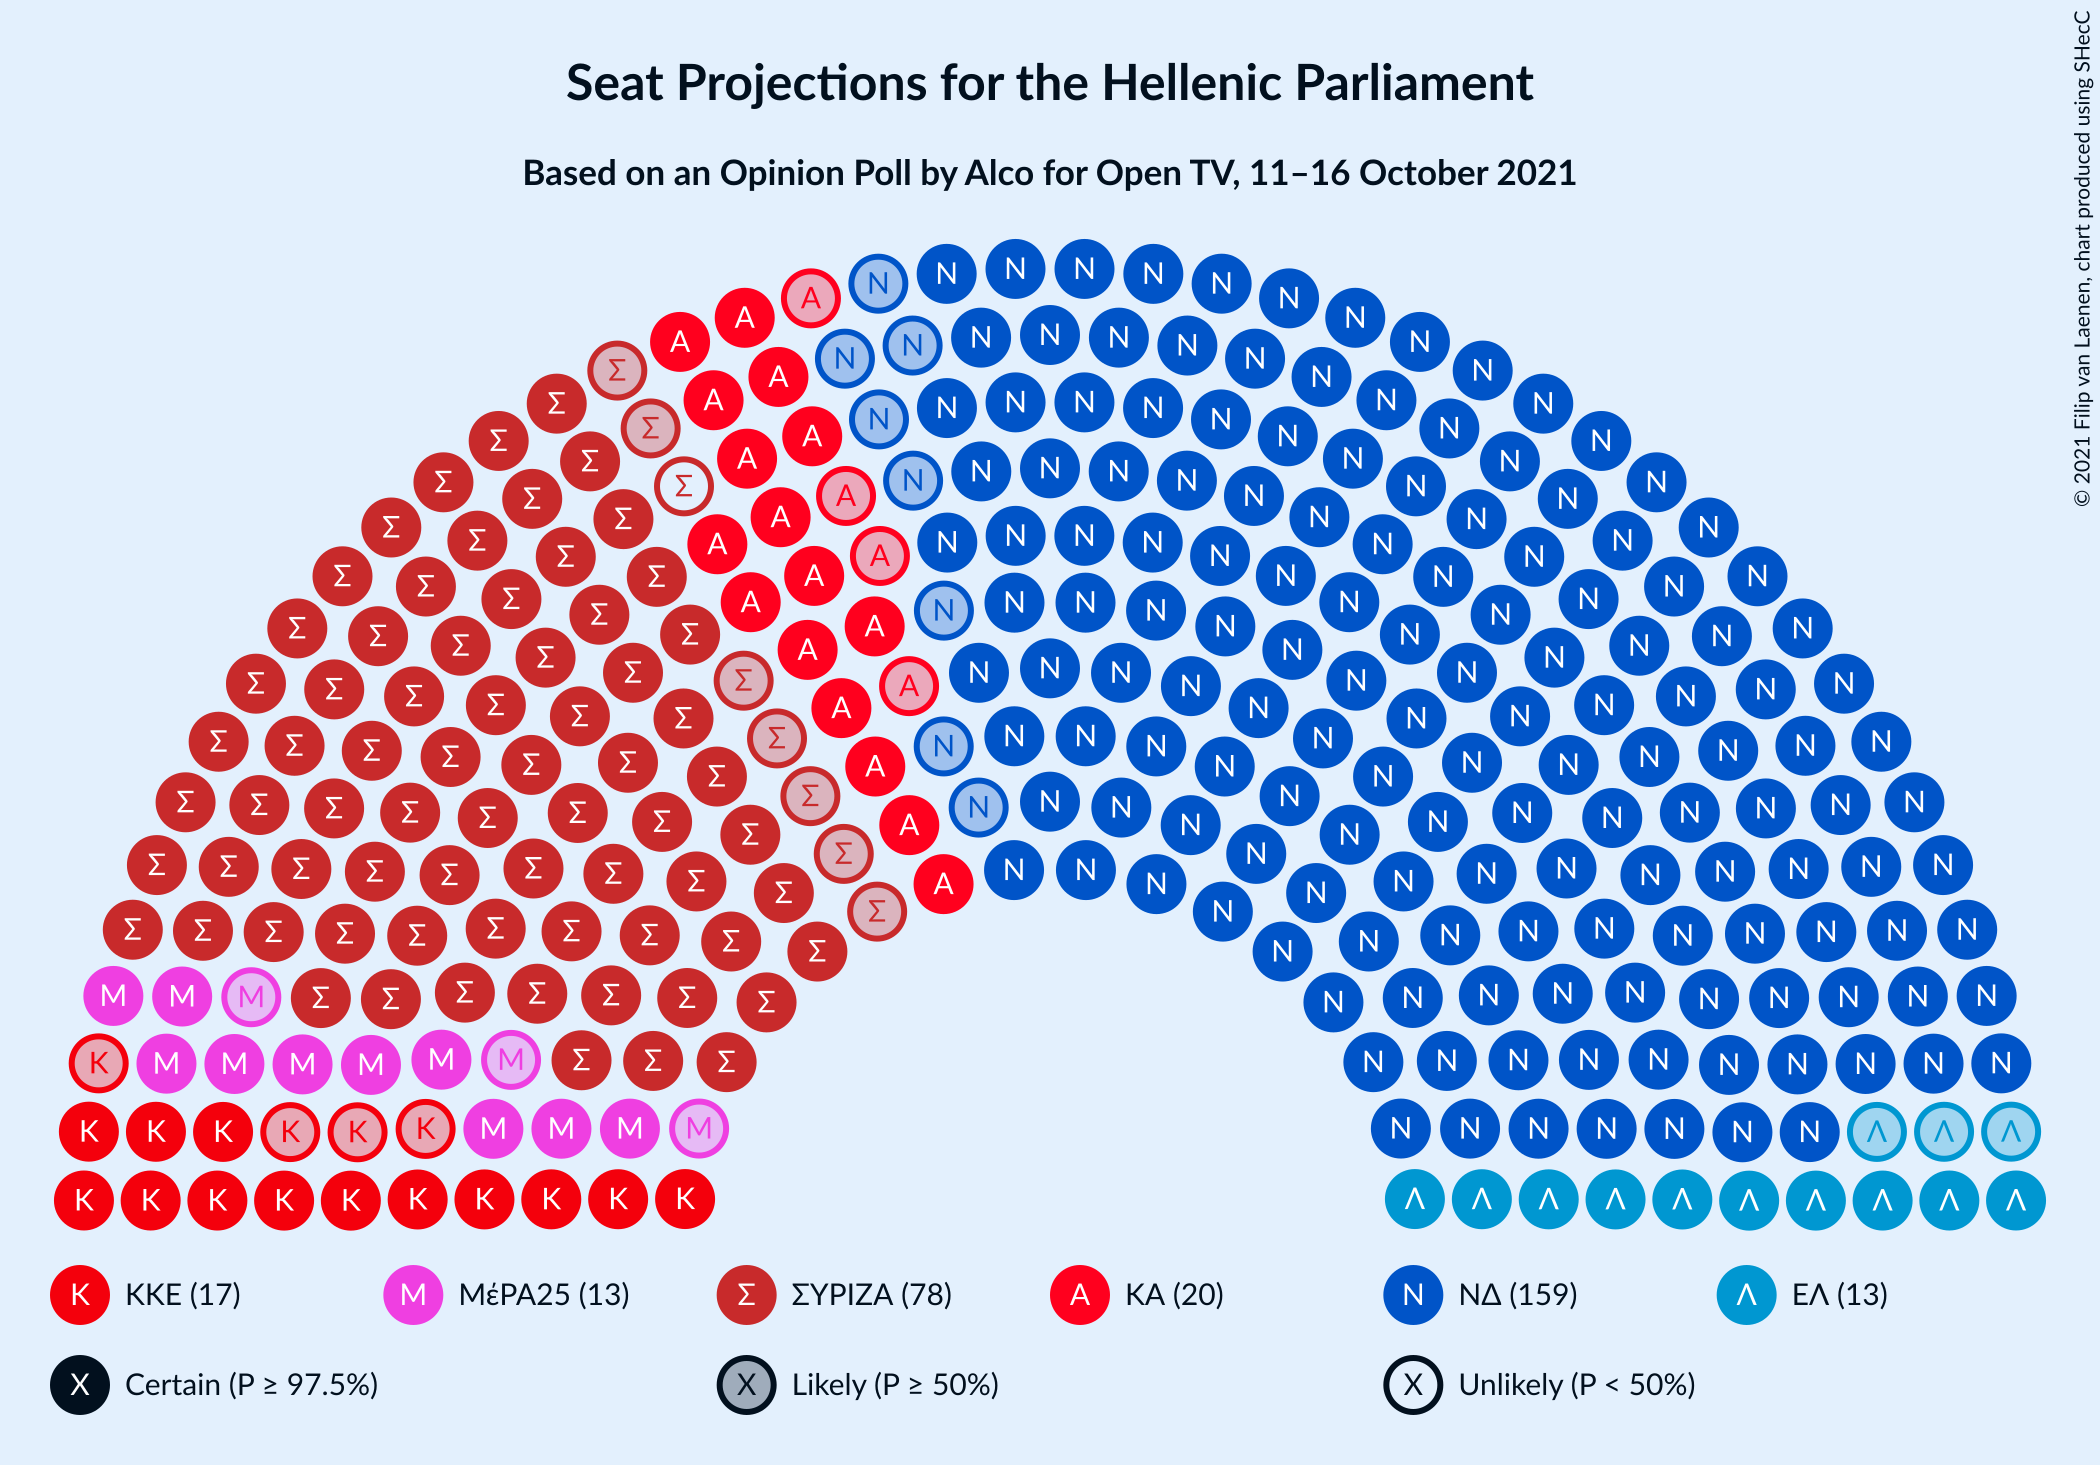 Seat Projections for the Hellenic Parliament
Based on an Opinion Poll by Alco for Open TV, 11–16 October 2021
© 2021 Filip van Laenen, chart produced using SHecC
K ΚΚΕ (17)
M ΜέΡΑ25 (13)
Σ ΣΥΡΙΖΑ (78)
A ΚΑ (20)
N ΝΔ (159)
Λ ΕΛ (13)
X Certain (P ≥ 97.5%)
X Likely (P ≥ 50%)
X Unlikely (P < 50%)